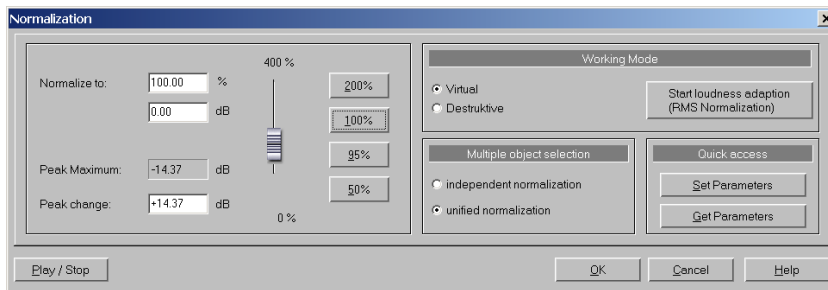 Normalization
Normalize to:
100.00
%
0.00
dB
Peak Maximum:
-14.37
dB
Peak change:
+14.37
dB
400 %
0 %
200%
100%
95%
50%
Working Mode
Virtual
Destruktive
Start loudness adaption
(RMS Normalization)
Multiple object selection
independent normalization
unified normalization
Quick access
Set Parameters
Get Parameters
Play / Stop
OK
Cancel
Help